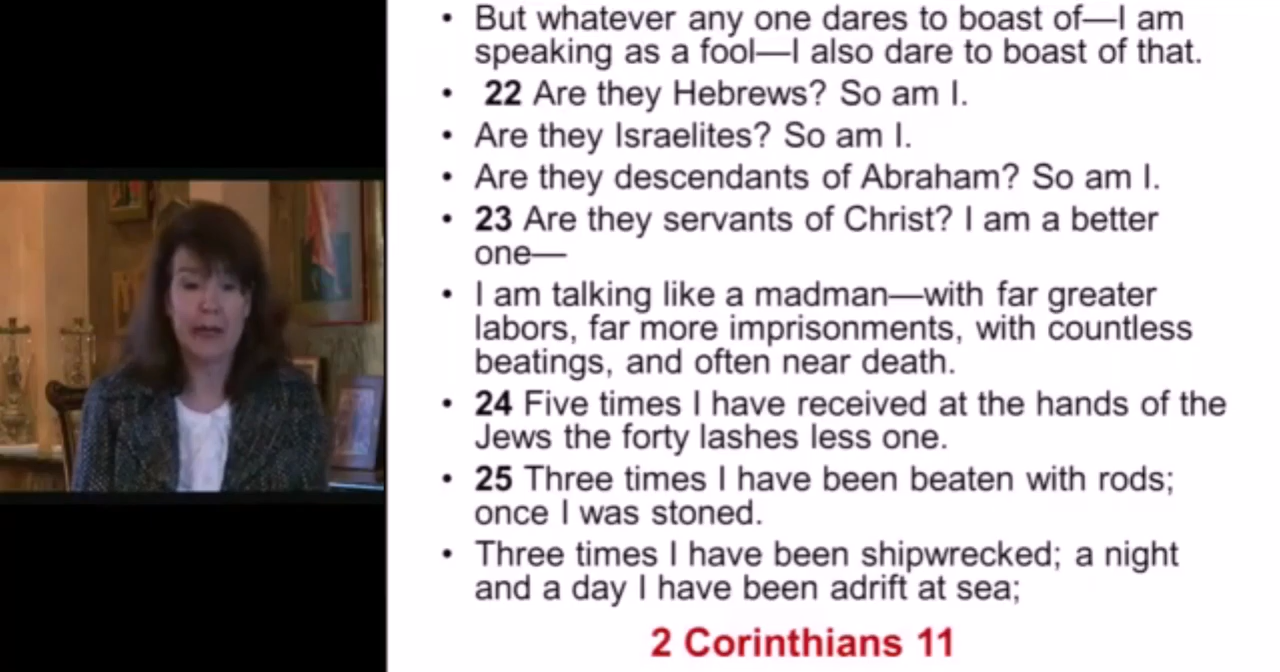 • But whatever any one dares to boast of—I am
speaking as a fool—I also dare to boast of that.
• 22 Are they Hebrews? So am I.
• Are they Israelites? So am I.
• Are they descendants of Abraham? So am I.
• 23 Are they servants of Christ? I am a better
one—
• I am talking like a madman—with far greater
labors, far more imprisonments, with countless
beatings, and often near death.
• 24 Five times I have received at the hands of the
Jews the forty lashes less one.
• 25 Three times I have been beaten with rods;
once I was stoned.
• Three times I have been shipwrecked; a night
and a day I have been adrift at sea;
2 Corinthians 11